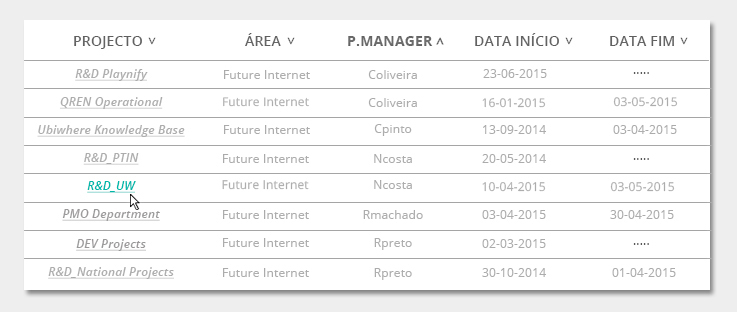 PROJECTO ˅ ÁREA ˅ P.MANAGER ˄ DATA INÍCIO ˅ DATA FIM ˅
R&D Playnify Future Internet Coliveira 23-06-2015 .....
QREN Operational Future Internet Coliveira 16-01-2015 03-05-2015
Ubiwhere Knowledge Base Future Internet Cpinto 13-09-2014 03-04-2015
R&D_PTIN Future Internet Ncosta 20-05-2014 .....
R&D_UW Future Internet Ncosta 10-04-2015 03-05-2015
PMO Department Future Internet Rmachado 03-04-2015 30-04-2015
DEV Projects Future Internet Rpreto 02-03-2015 .....
R&D_National Projects Future Internet Rpreto 30-10-2014 01-04-2015